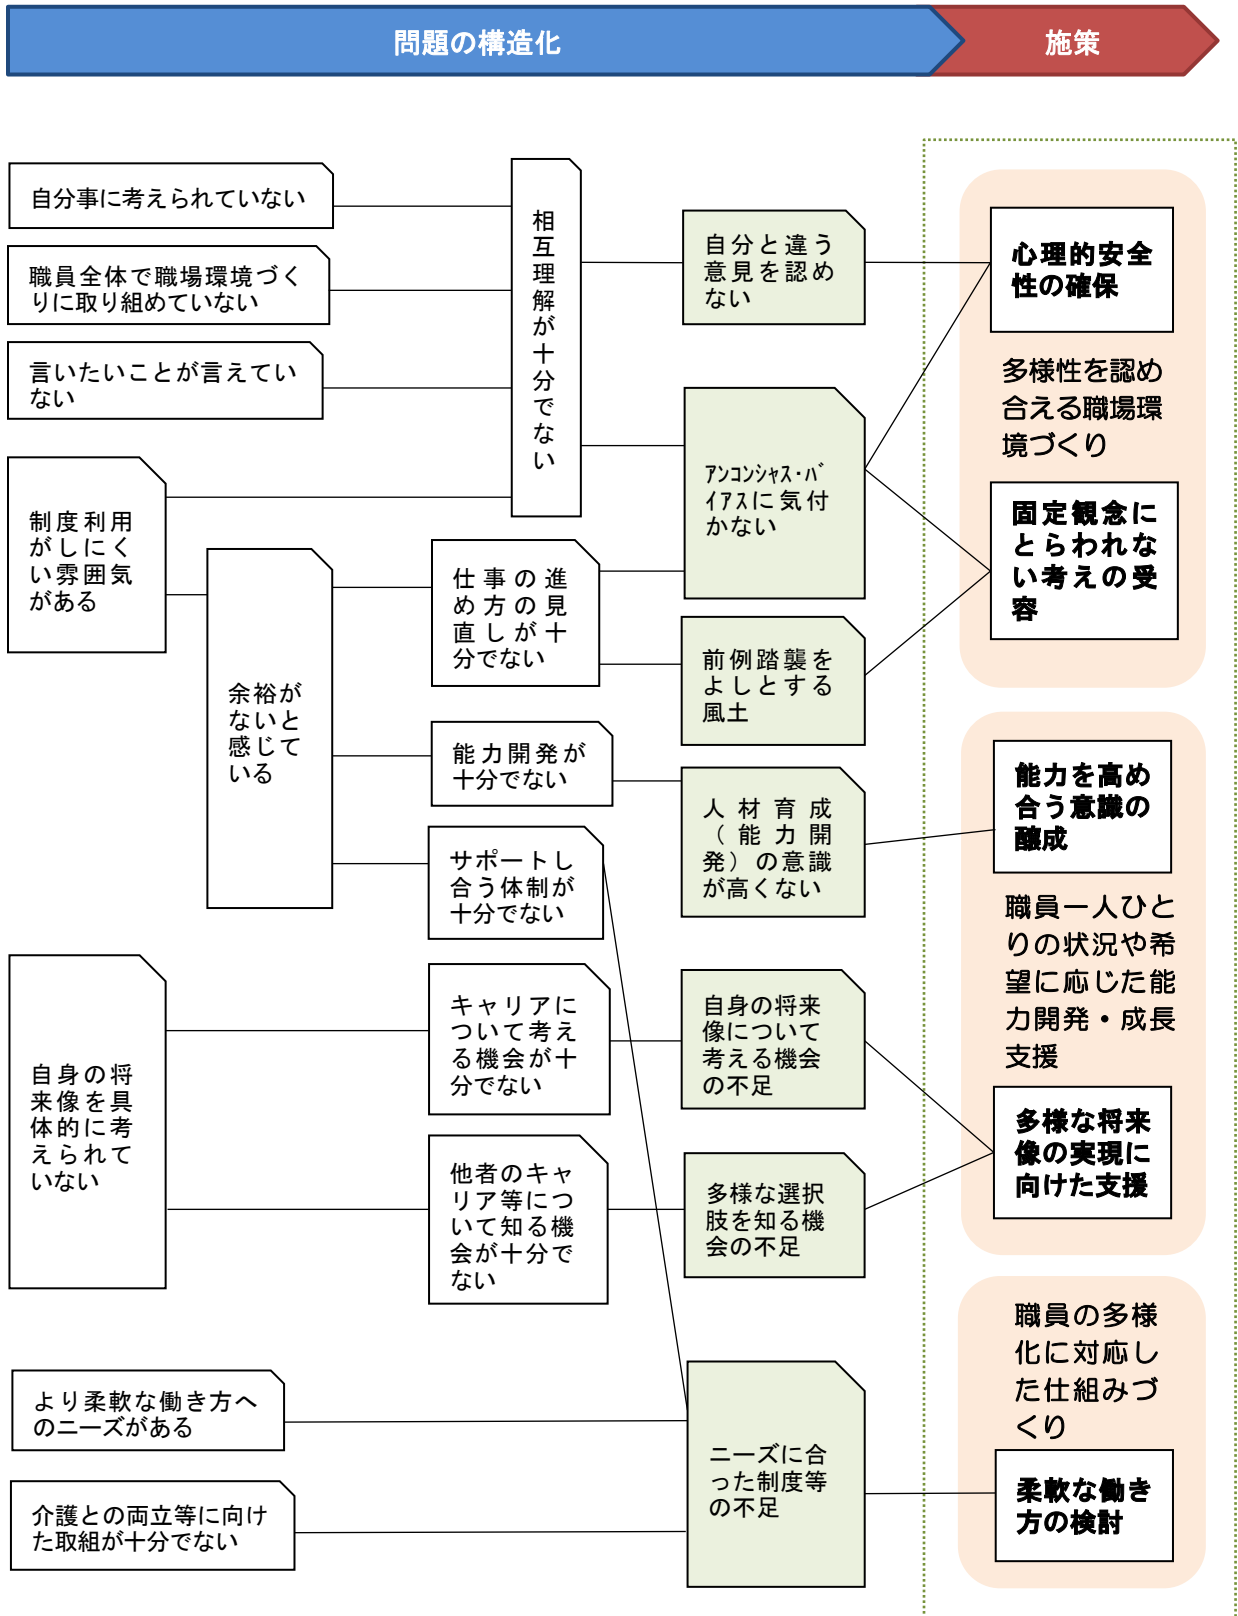 問題の構造化
施策
自分事に考えられていない
職員全体で職場環境づく
りに取り組めていない
言いたいことが言えてい
ない
制度利用
がしにく
い雰囲気
がある
相互理解が十分でない
余裕が
ないと
感じて
いる
仕事の進
め方の見
直しが十
分でない
能力開発が
十分でない
サポートし
合う体制が
十分でない
自分と違う
意見を認め
ない
ｱﾝｺﾝｼｬｽ･ﾊﾞ
ｲｱｽに気付
かない
前例踏襲を
よしとする
風土
人材育成
（能力開
発）の意識
が高くない
自身の将
来像を具
体的に考
えられて
いない
キャリアに
ついて考え
る機会が十
分でない
他者のキャ
リア等につ
いて知る機
会が十分で
ない
自身の将来
像について
考える機会
の不足
多様な選択
肢を知る機
会の不足
より柔軟な働き方へ
のニーズがある
介護との両立等に向け
た取組が十分でない
ニーズに合
った制度等
の不足
心理的安全
性の確保
多様性を認め
合える職場環
境づくり
固定観念に
とらわれな
い考えの受
容
能力を高め
合う意識の
醸成
職員一人ひと
りの状況や希
望に応じた能
力開発・成長
支援
多様な将来
像の実現に
向けた支援
職員の多様
化に対応し
た仕組みづ
くり
柔軟な働き
方の検討